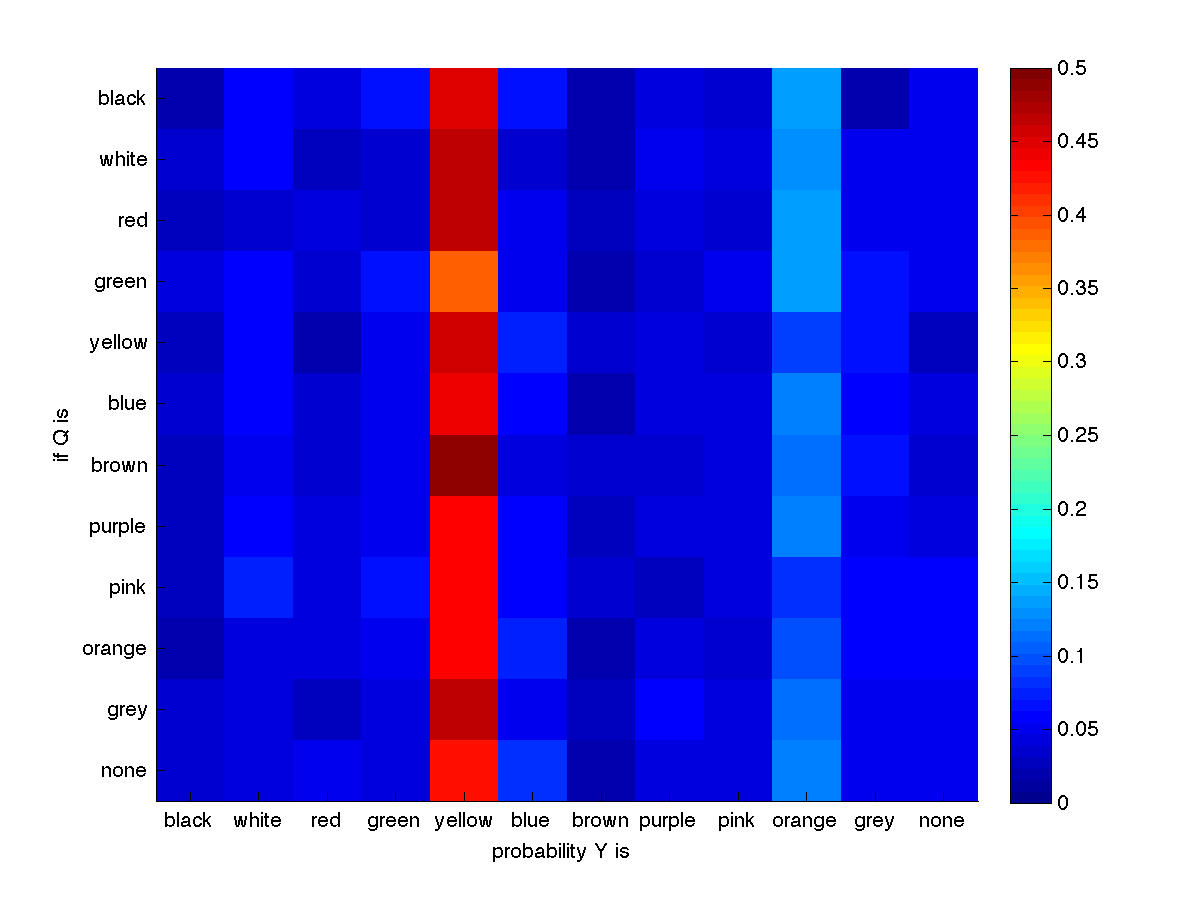 if Q is
black
white
red
green
yellow
blue
brown
purple
pink
orange
grey
none
black white red green yellow blue brown purple pink orange grey none
probability Y is
0.5
0.45
0.4
0.35
0.3
0.25
0.2
0.15
0.1
0.05
0